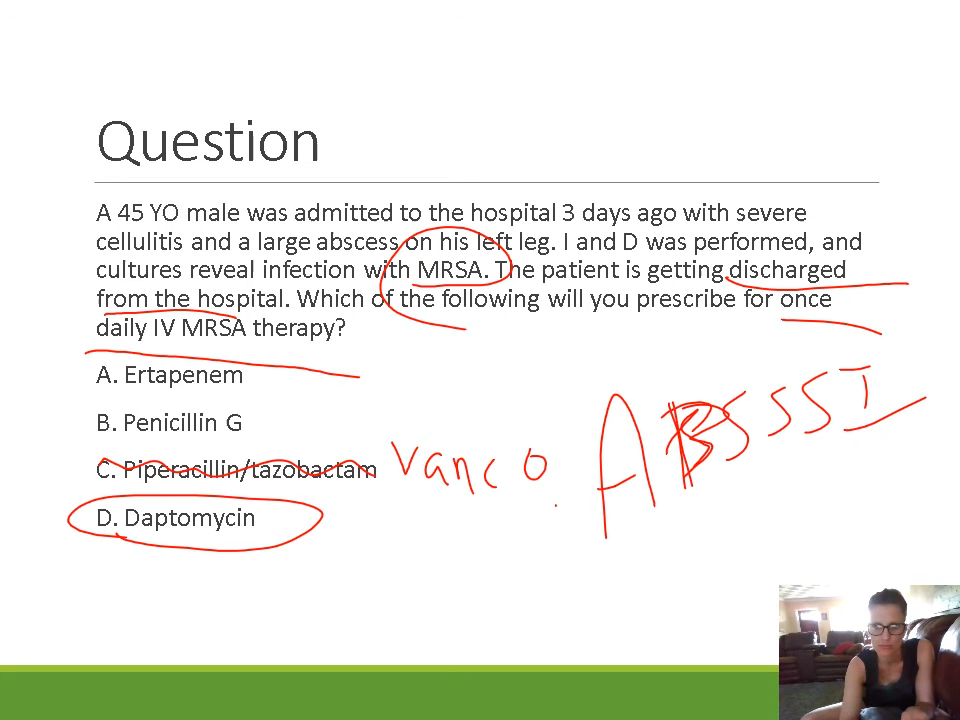 Question
A 45 YO male was admitted to the hospital 3 days ago with severe
cellulitis and a large abscess on his left leg. I and D was performed, and
cultures reveal infection with MRSA. The patient is getting discharged
from the hospital. Which of the following will you prescribe for once
daily IV MRSA therapy?
A. Ertapenem
B. Penicillin G
C. Piperacillin/tazobactam
vanco.
ABSSSI
D. Daptomycin